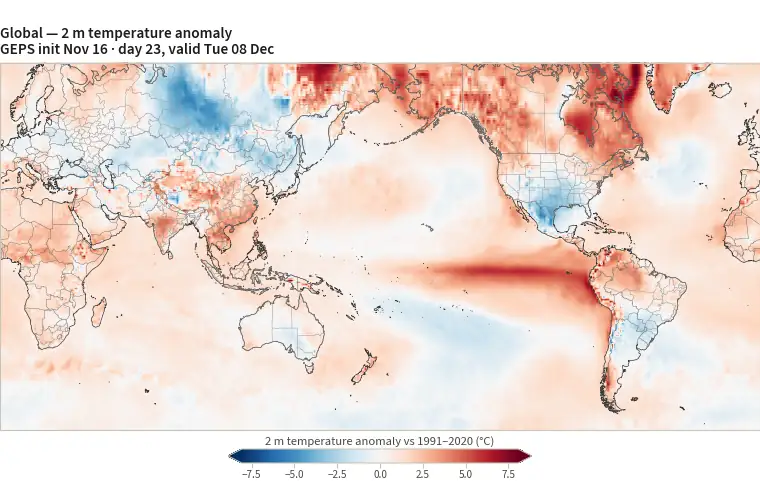 Global — 2 m temperature anomaly
GEPS init Nov 16 · day 23, valid Tue 08 Dec
2 m temperature anomaly vs 1991–2020 (°C)
−7.5 −5.0 −2.5 0.0 2.5 5.0 7.5